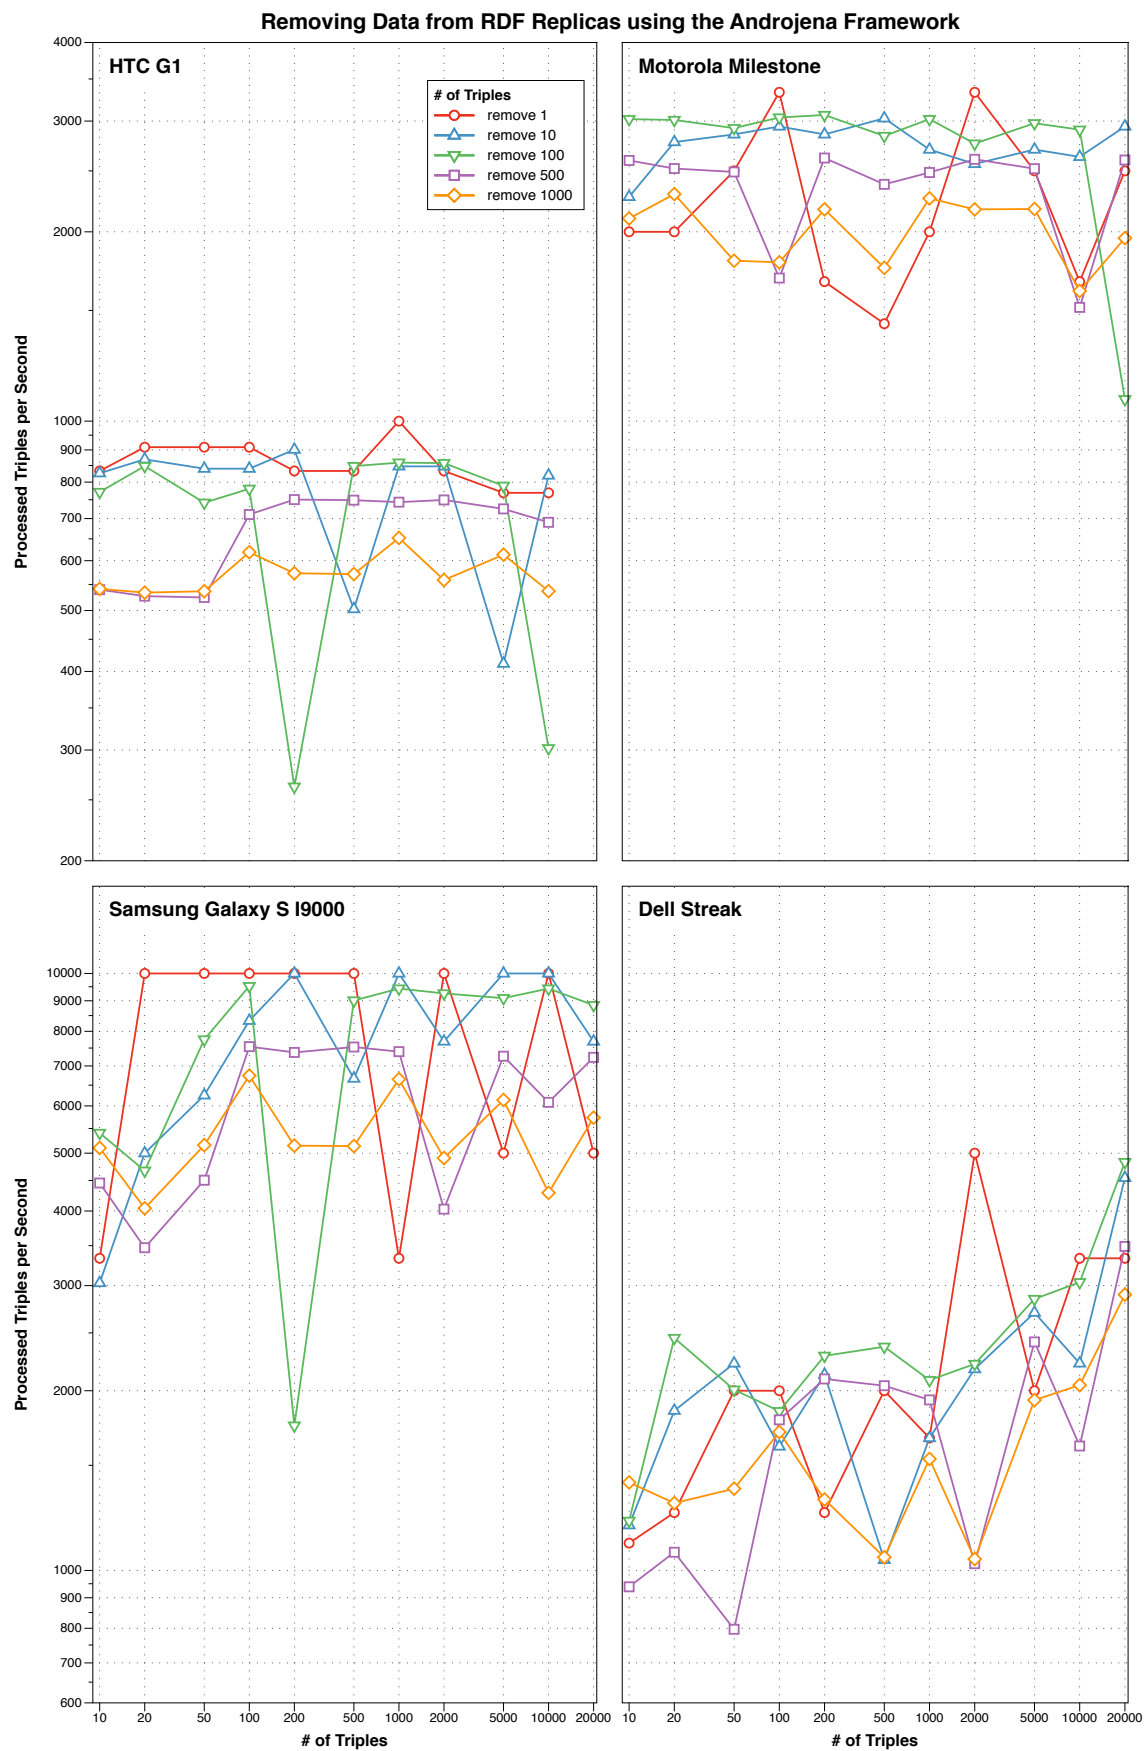 Removing Data from RDF Replicas using the Androjena Framework
HTC G1
# of Triples
remove 1
remove 10
remove 100
remove 500
remove 1000
Processed Triples per Second
4000
3000
2000
1000
900
800
700
600
500
400
300
200
Motorola Milestone
Samsung Galaxy S I9000
Processed Triples per Second
10000
9000
8000
7000
6000
5000
4000
3000
2000
1000
900
800
700
600
10 20 50 100 200 500 1000 2000 5000 10000 20000
# of Triples
Dell Streak
10 20 50 100 200 500 1000 2000 5000 10000 20000
# of Triples